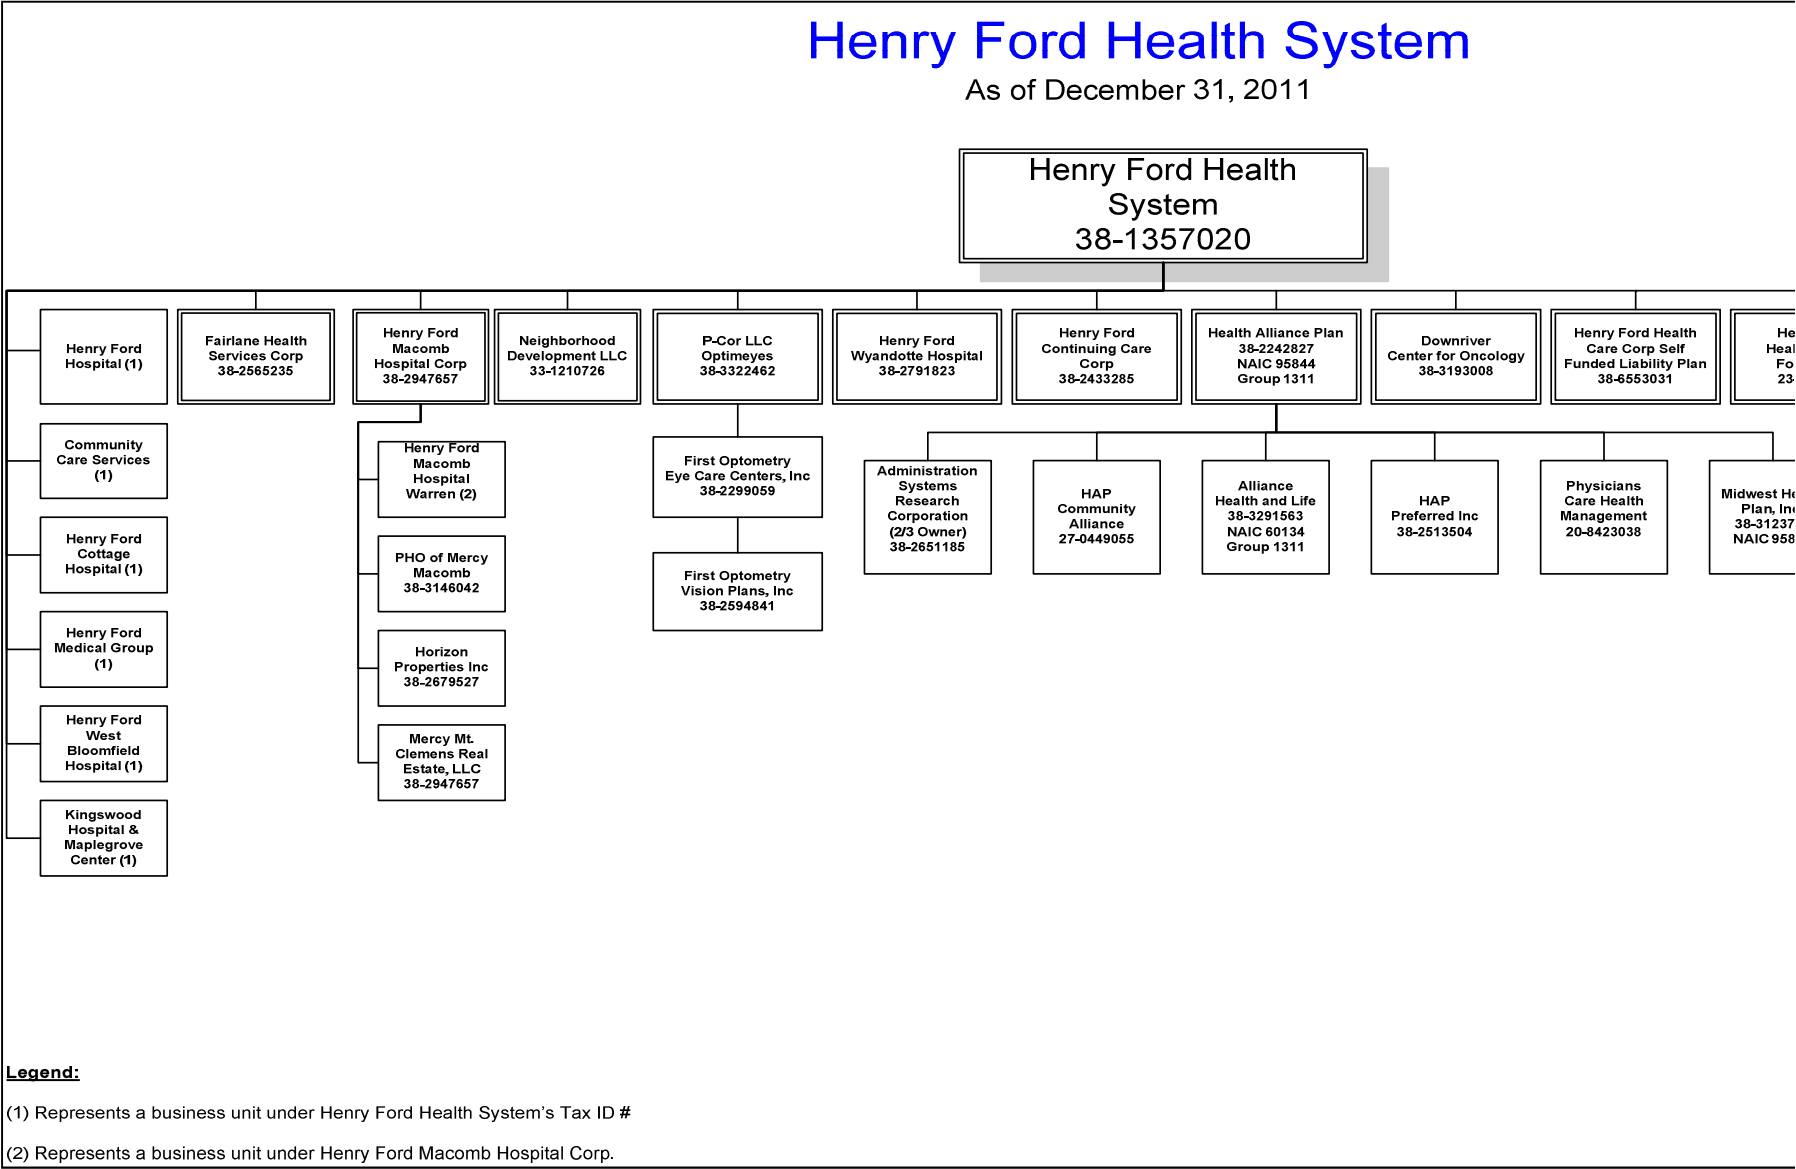 Henry Ford Health System
As of December 31, 2011
Henry Ford Health
System
38-1357020
Henry Ford
Hospital (1)
Fairlane Health
Services Corp
38-2565235
Henry Ford
Macomb
Hospital Corp
38-2947657
Neighborhood
Development LLC
33-1210726
P-Cor LLC
Optimeyes
38-3322462
Henry Ford
Wyandotte Hospital
38-2791823
Henry Ford
Continuing Care
Corp
38-2433285
Health Alliance Plan
38-2242827
NAIC 95844
Group 1311
Downriver
Center for Oncology
38-3193008
Henry Ford Health
Care Corp Self
Funded Liability Plan
38-6553031
Community
Care Services
(1)
Henry Ford
Cottage
Hospital (1)
Henry Ford
Medical Group
(1)
Henry Ford
West
Bloomfield
Hospital (1)
Kingswood
Hospital &
Maplegrove
Center (1)
Henry Ford
Macomb
Hospital
Warren (2)
PHO of Mercy
Macomb
38-3146042
Horizon
Properties Inc
38-2679527
Mercy Mt.
Clemens Real
Estate, LLC
38-2947657
First Optometry
Eye Care Centers, Inc
38-2299059
First Optometry
Vision Plans, Inc
38-2594841
Administration
Systems
Research
Corporation
(2/3 Owner)
38-2651185
HAP
Community
Alliance
27-0449055
Alliance
Health and Life
38-3291563
NAIC 60134
Group 1311
HAP
Preferred Inc
38-2513504
Physicians
Care Health
Management
20-8423038
Midwest
Plan,
NAIC
Legend:
(1) Represents a business unit under Henry Ford Health System's Tax ID #
(2) Represents a business unit under Henry Ford Macomb Hospital Corp.